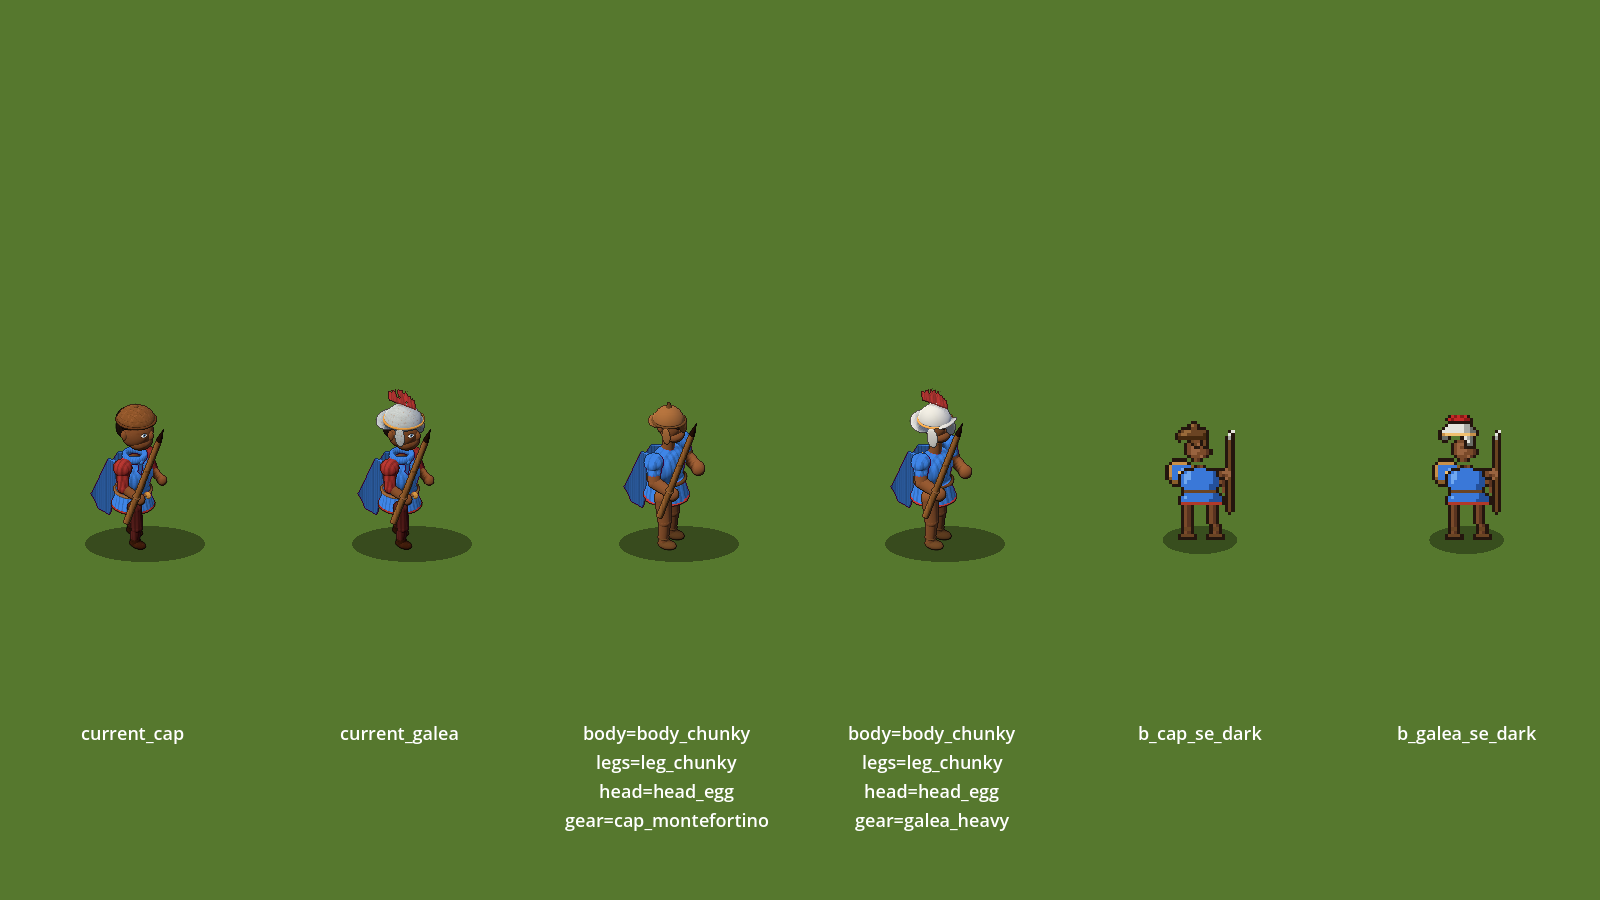 current_cap
current_galea
body=body_chunky
legs=leg_chunky
head=head_egg
gear=cap_montefortino
body=body_chunky
legs=leg_chunky
head=head_egg
gear=galea_heavy
b_cap_se_dark
b_galea_se_dark